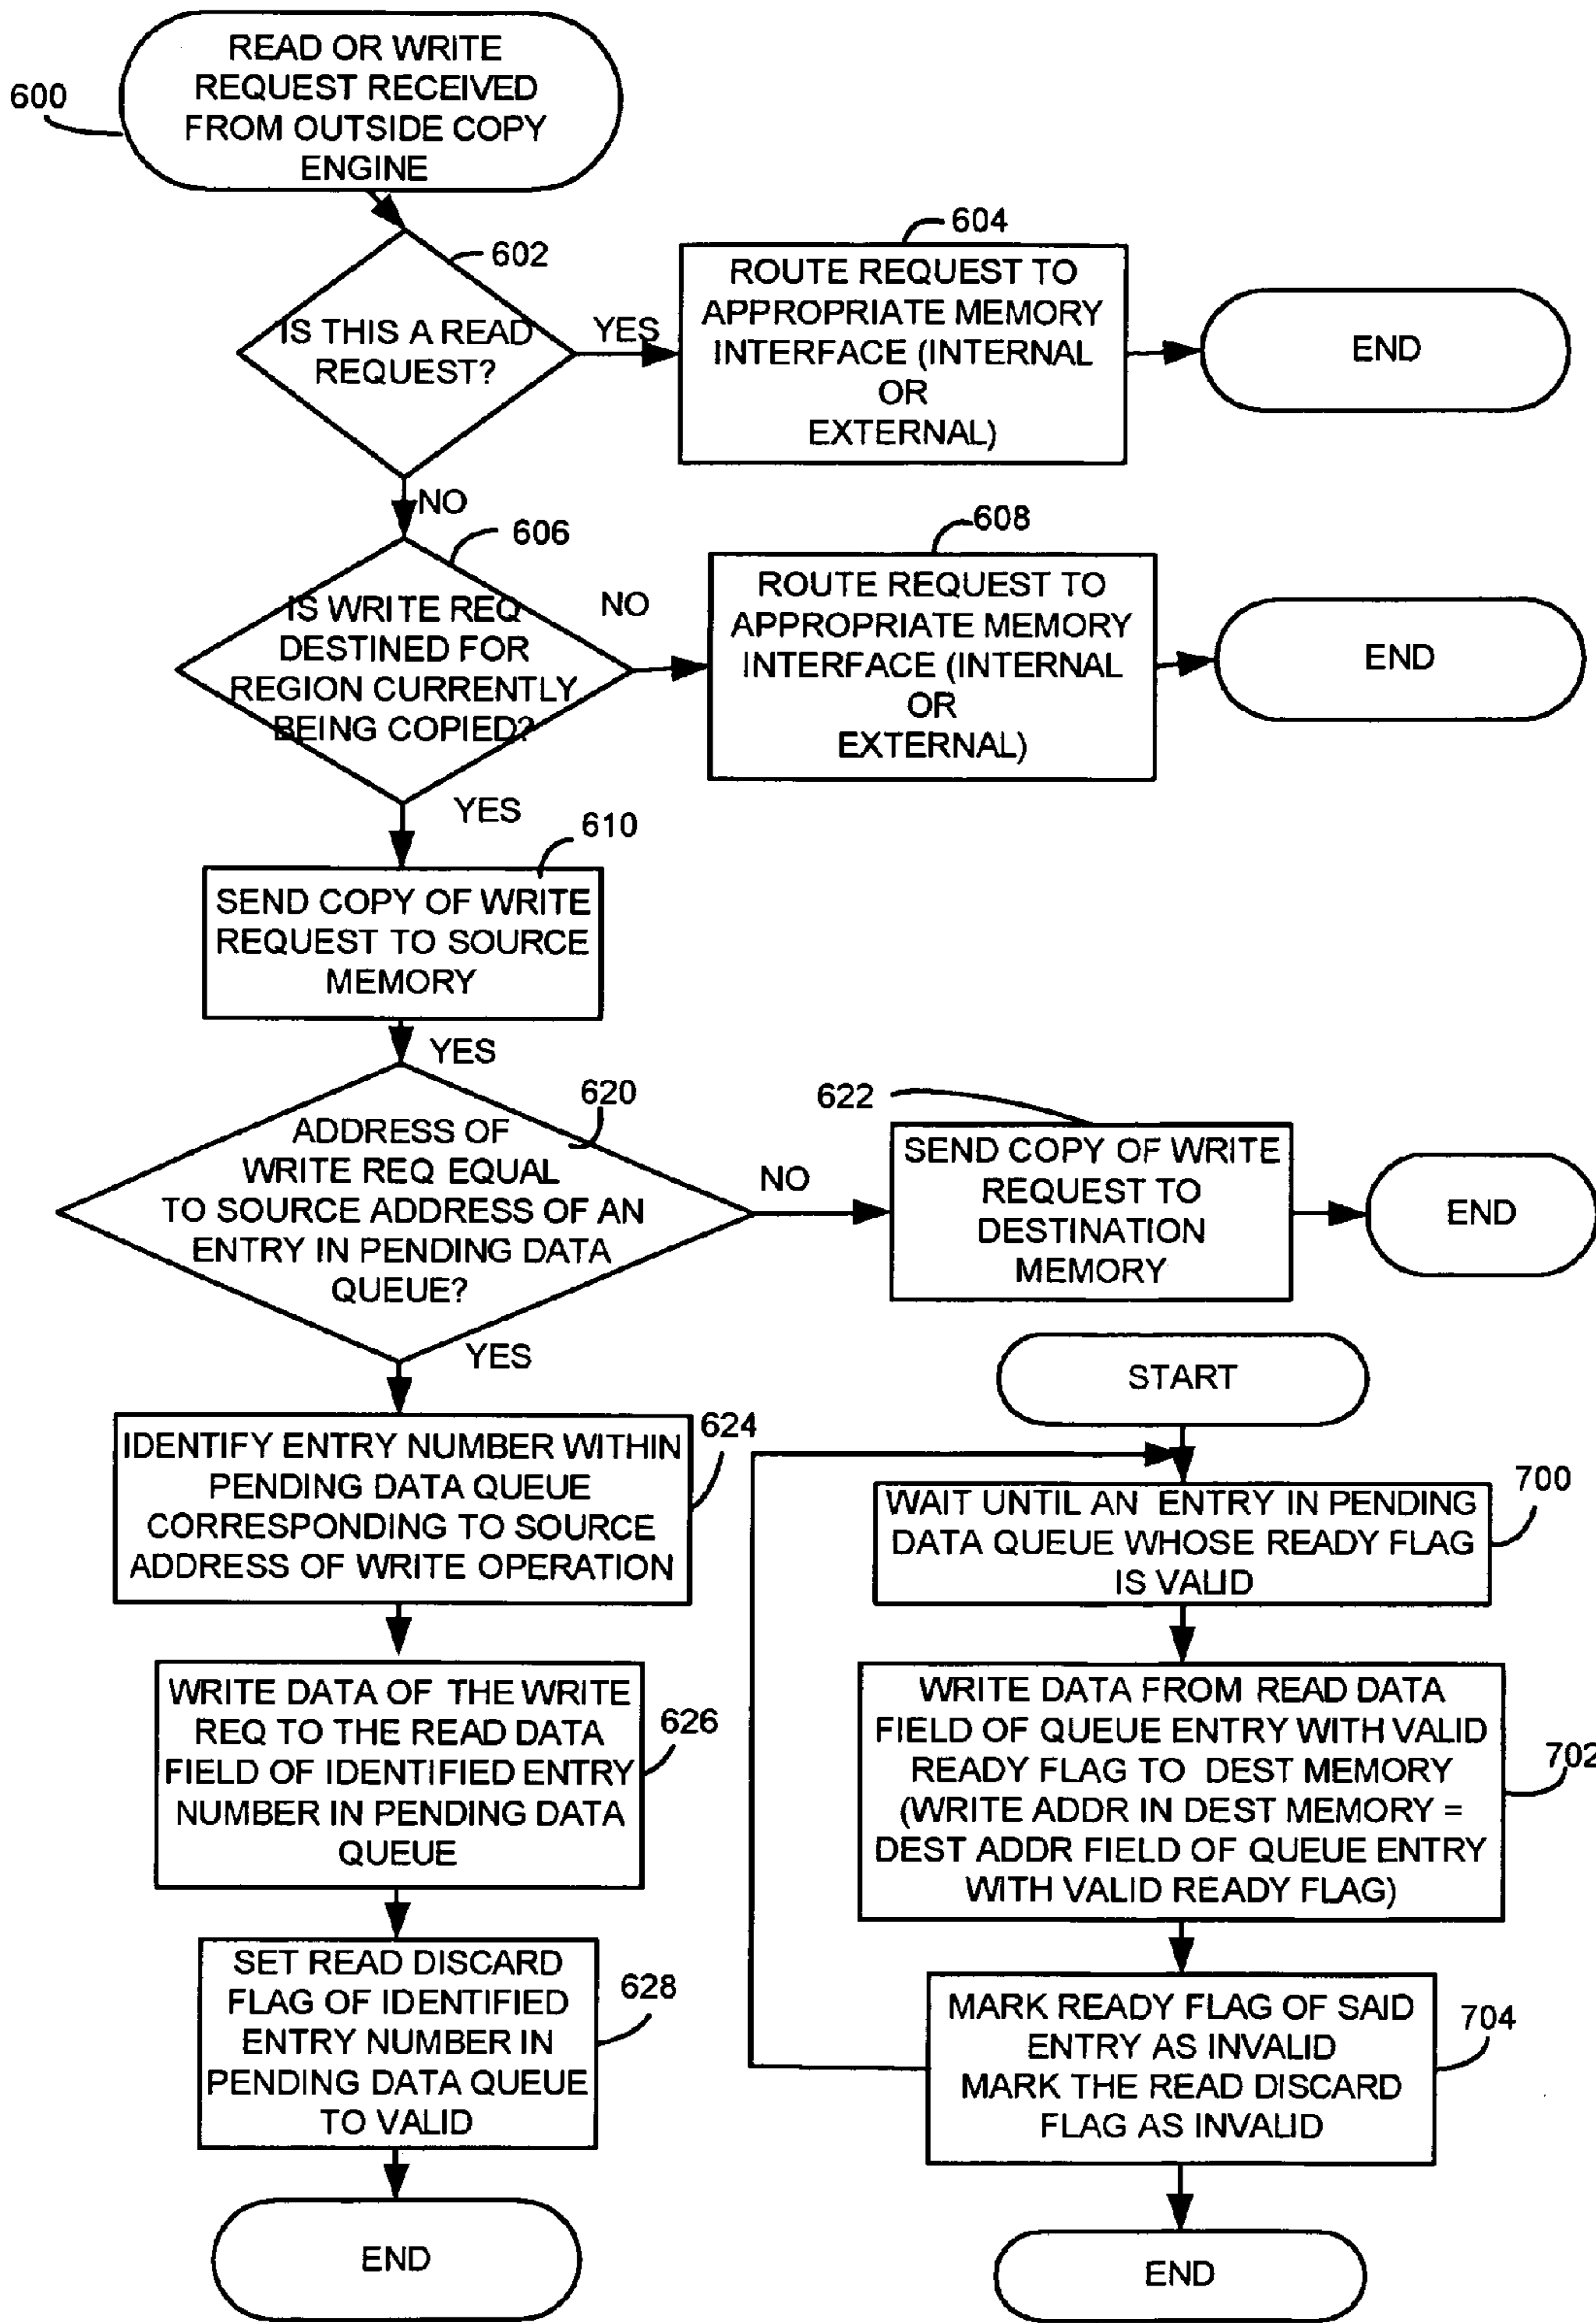 READ OR WRITE
REQUEST RECEIVED
FROM OUTSIDE COPY
ENGINE
600
602
IS THIS A READ
REQUEST?
YES
604
ROUTE REQUEST TO
APPROPRIATE MEMORY
INTERFACE (INTERNAL
OR
EXTERNAL)
END
NO
606
IS WRITE REQ
DESTINED FOR
REGION CURRENTLY
BEING COPIED?
NO
608
ROUTE REQUEST TO
APPROPRIATE MEMORY
INTERFACE (INTERNAL
OR
EXTERNAL)
END
YES
610
SEND COPY OF WRITE
REQUEST TO SOURCE
MEMORY
YES
620
ADDRESS OF
WRITE REQ EQUAL
TO SOURCE ADDRESS OF AN
ENTRY IN PENDING DATA
QUEUE?
NO
622
SEND COPY OF WRITE
REQUEST TO
DESTINATION
MEMORY
END
YES
624
IDENTIFY ENTRY NUMBER WITHIN
PENDING DATA QUEUE
CORRESPONDING TO SOURCE
ADDRESS OF WRITE OPERATION
626
WRITE DATA OF THE WRITE
REQ TO THE READ DATA
FIELD OF IDENTIFIED ENTRY
NUMBER IN PENDING DATA
QUEUE
628
SET READ DISCARD
FLAG OF IDENTIFIED
ENTRY NUMBER IN
PENDING DATA QUEUE
TO VALID
END
START
700
WAIT UNTIL AN ENTRY IN PENDING
DATA QUEUE WHOSE READY FLAG
IS VALID
702
WRITE DATA FROM READ DATA
FIELD OF QUEUE ENTRY WITH VALID
READY FLAG TO DEST MEMORY
(WRITE ADDR IN DEST MEMORY =
DEST ADDR FIELD OF QUEUE ENTRY
WITH VALID READY FLAG)
704
MARK READY FLAG OF SAID
ENTRY AS INVALID
MARK THE READ DISCARD
FLAG AS INVALID
END